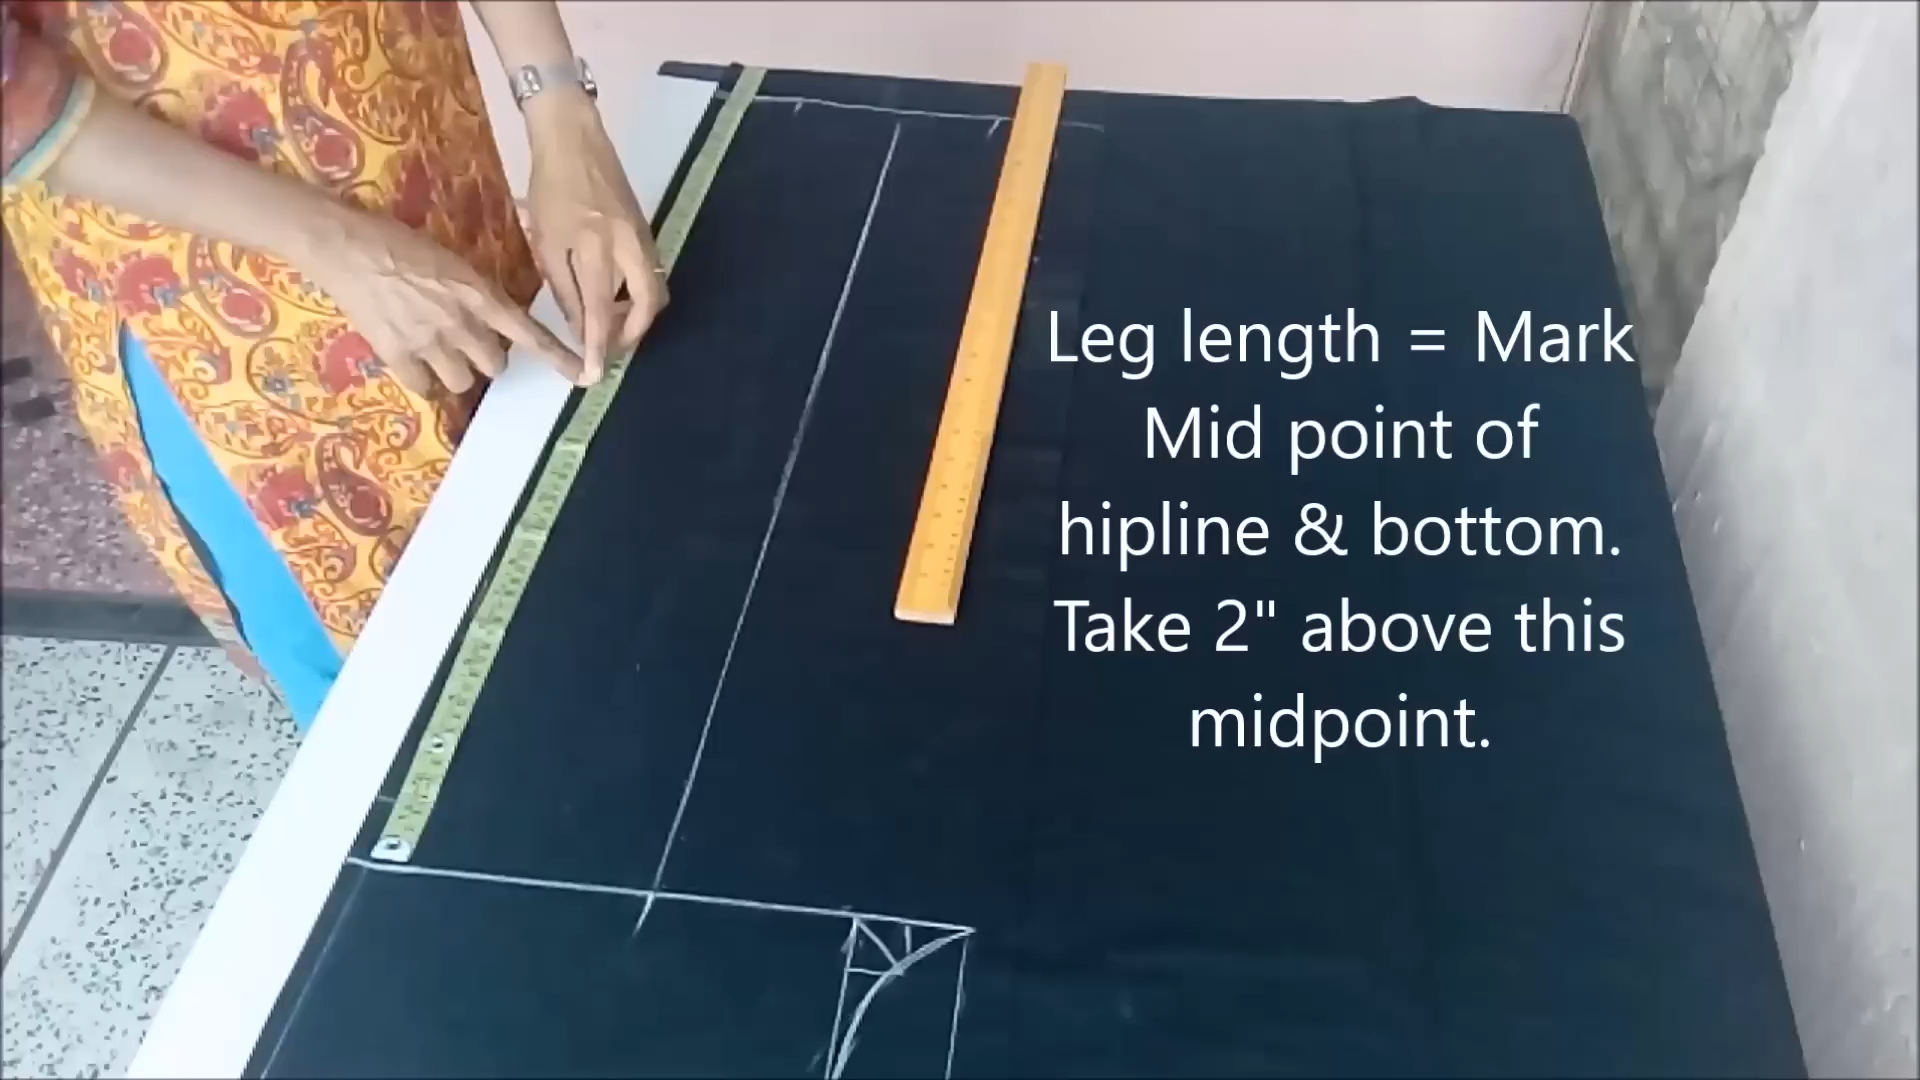 Leg length = Mark
Mid point of
hipline & bottom.
Take 2" above this
midpoint.